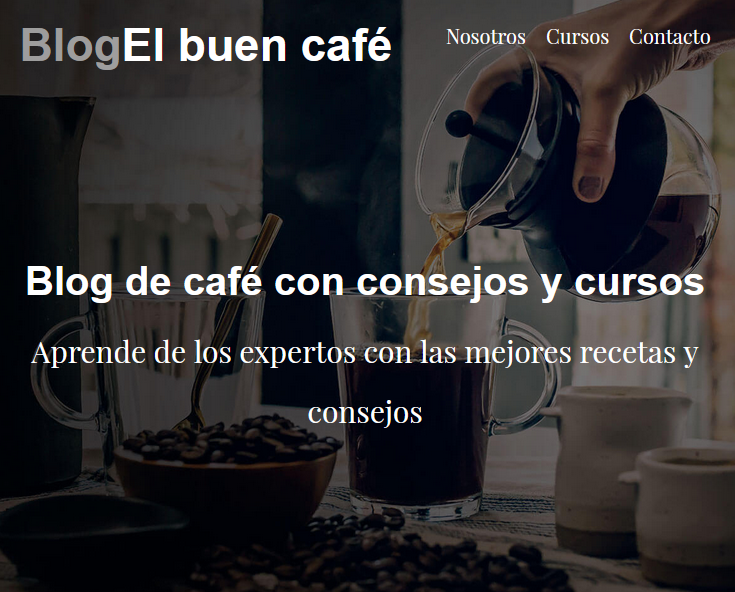 BlogEl buen café
Nosotros Cursos Contacto
Blog de café con consejos y cursos
Aprende de los expertos con las mejores recetas y
consejos